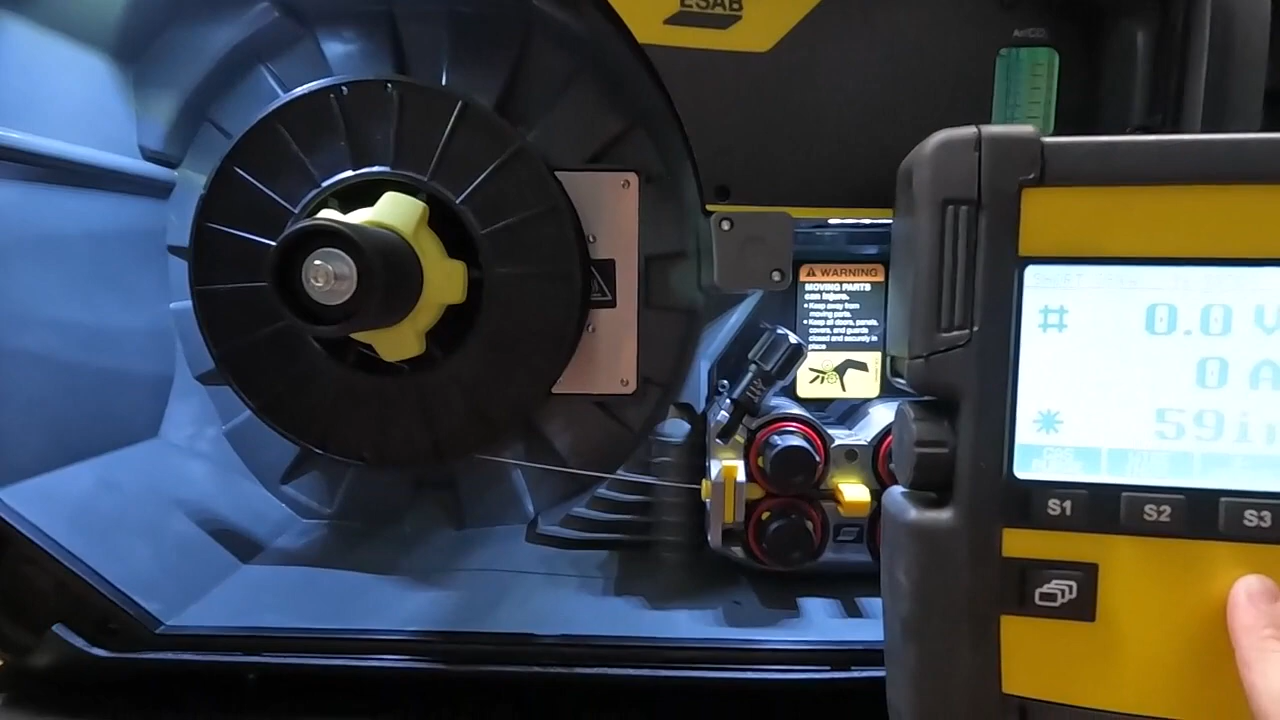 ESAB
WARNING
MOVING PARTS
can injure.
• Keep away from
moving parts.
• Keep all doors, panels,
covers, and guards
closed and securely in
place
0.0 V
0 A
59in
S1
S2
S3